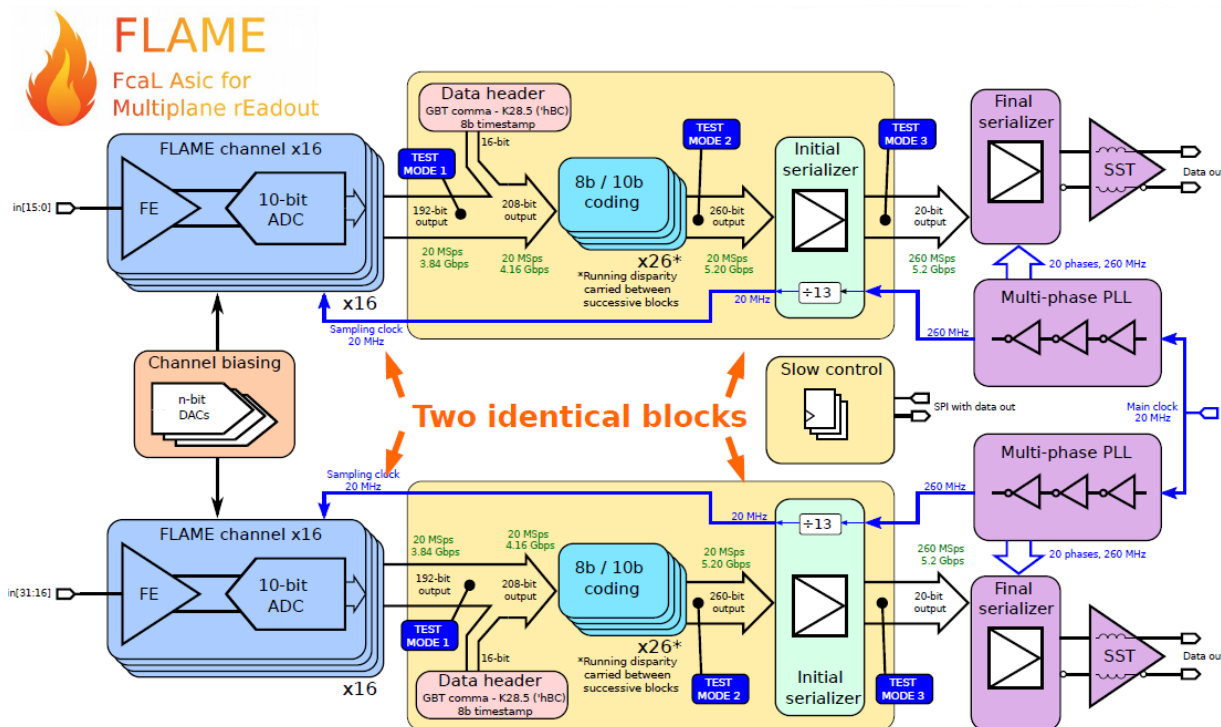 FLAME
FcaL Asic for
Multiplane rEadout
FLAME channel x16
FE
10-bit
ADC
in[15:0]
x16
Data header
GBT comma - K28.5 ('hBC)
8b timestamp
16-bit
TEST
MODE 1
192-bit
output
20 MSps
3.84 Gbps
208-bit
output
20 MSps
4.16 Gbps
8b / 10b
coding
x26*
*Running disparity
carried between
successive blocks
TEST
MODE 2
260-bit
output
20 MSps
5.20 Gbps
Initial
serializer
÷13
20 MHz
TEST
MODE 3
20-bit
output
260 MSps
5.2 Gbps
Final
serializer
SST
Data ou
20 phases, 260 MHz
Multi-phase PLL
260 MHz
Sampling clock
20 MHz
Channel biasing
n-bit
DACs
Two identical blocks
Slow control
SPI with data out
Main clock
20 MHz
Multi-phase PLL
260 MHz
20 phases, 260 MHz
Sampling clock
20 MHz
FLAME channel x16
FE
10-bit
ADC
in[31:16]
x16
20 MSps
3.84 Gbps
192-bit
output
TEST
MODE 1
20 MSps
4.16 Gbps
208-bit
output
16-bit
Data header
GBT comma - K28.5 ('hBC)
8b timestamp
8b / 10b
coding
x26*
*Running disparity
carried between
successive blocks
20 MSps
5.20 Gbps
260-bit
output
TEST
MODE 2
20 MHz
÷13
Initial
serializer
260 MSps
5.2 Gbps
20-bit
output
TEST
MODE 3
Final
serializer
SST
Data ou